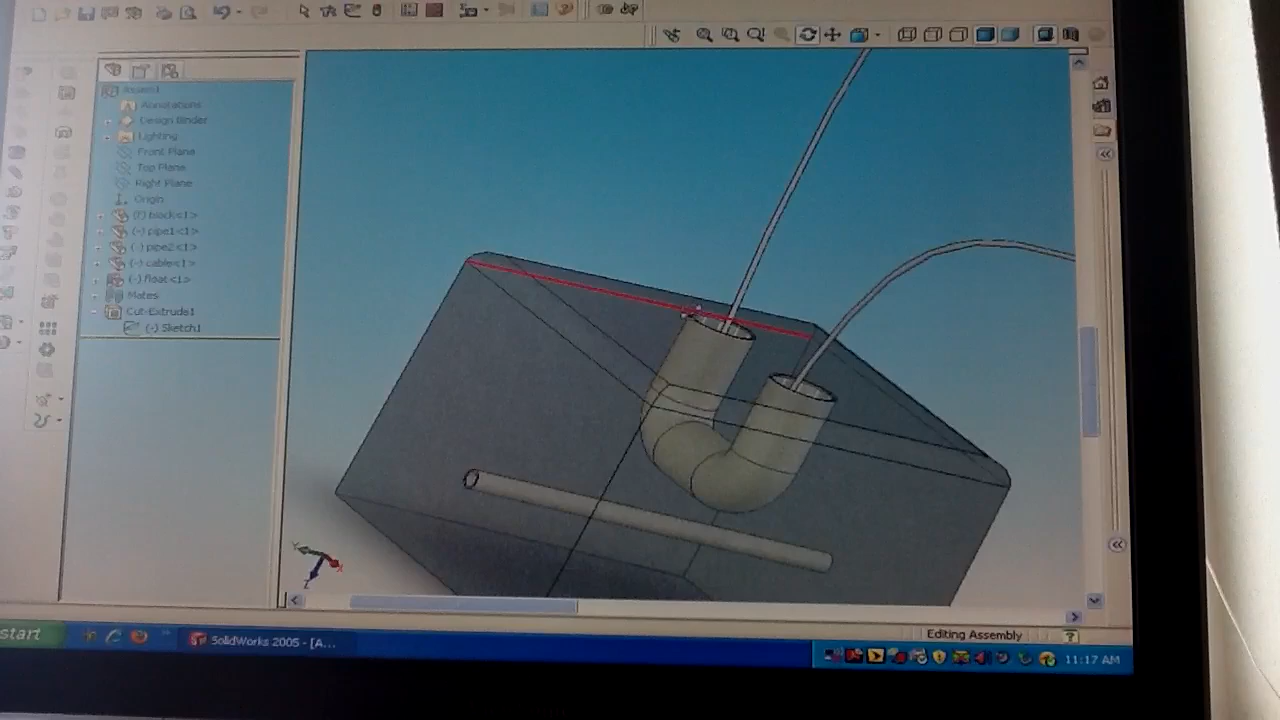 Assem1
Annotations
Design Binder
Lighting
Front Plane
Top Plane
Right Plane
Origin
(f) block<1>
(-) pipe1<1>
(-) pipe2<1>
(-) cable<1>
(-) float<1>
Mates
Cut-Extrude1
(-) Sketch1
Editing Assembly
start
SolidWorks 2005 - [A...
11:17 AM